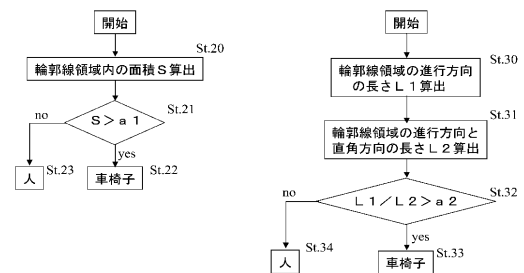 開始
St.20
輪郭線領域内の面積S算出
St.21
S>a1
no
yes
人
St.23
車椅子
St.22
開始
St.30
輪郭線領域の進行方向
の長さL1算出
St.31
輪郭線領域の進行方向と
直角方向の長さL2算出
St.32
L1/L2>a2
no
yes
人
St.34
車椅子
St.33